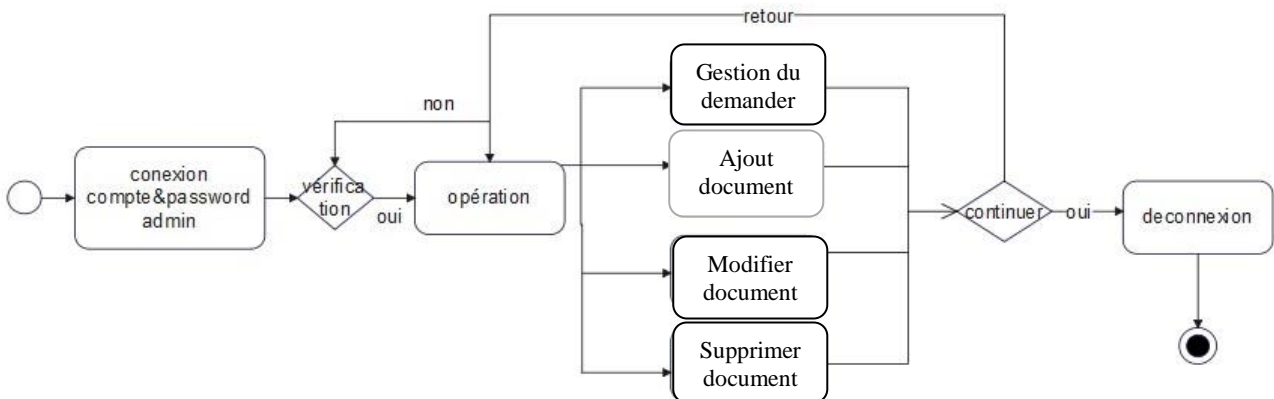 retour
Gestion du
demander
non
Ajout
document
conexion
compte&password
admin
vérifica
tion
oui
opération
continuer
oui
deconnexion
Modifier
document
Supprimer
document